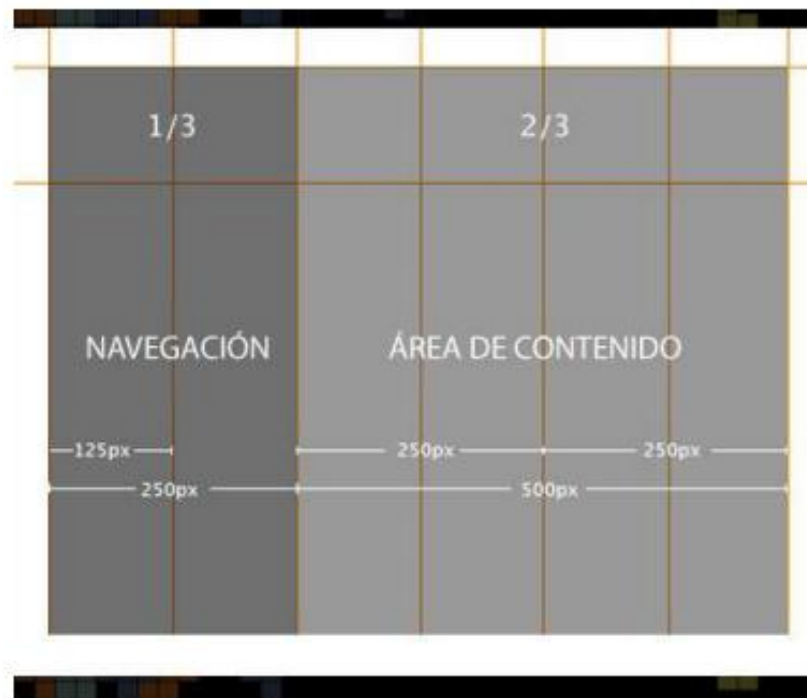 1/3 2/3
NAVEGACIÓN ÁREA DE CONTENIDO
125px 250px 250px
250px 500px